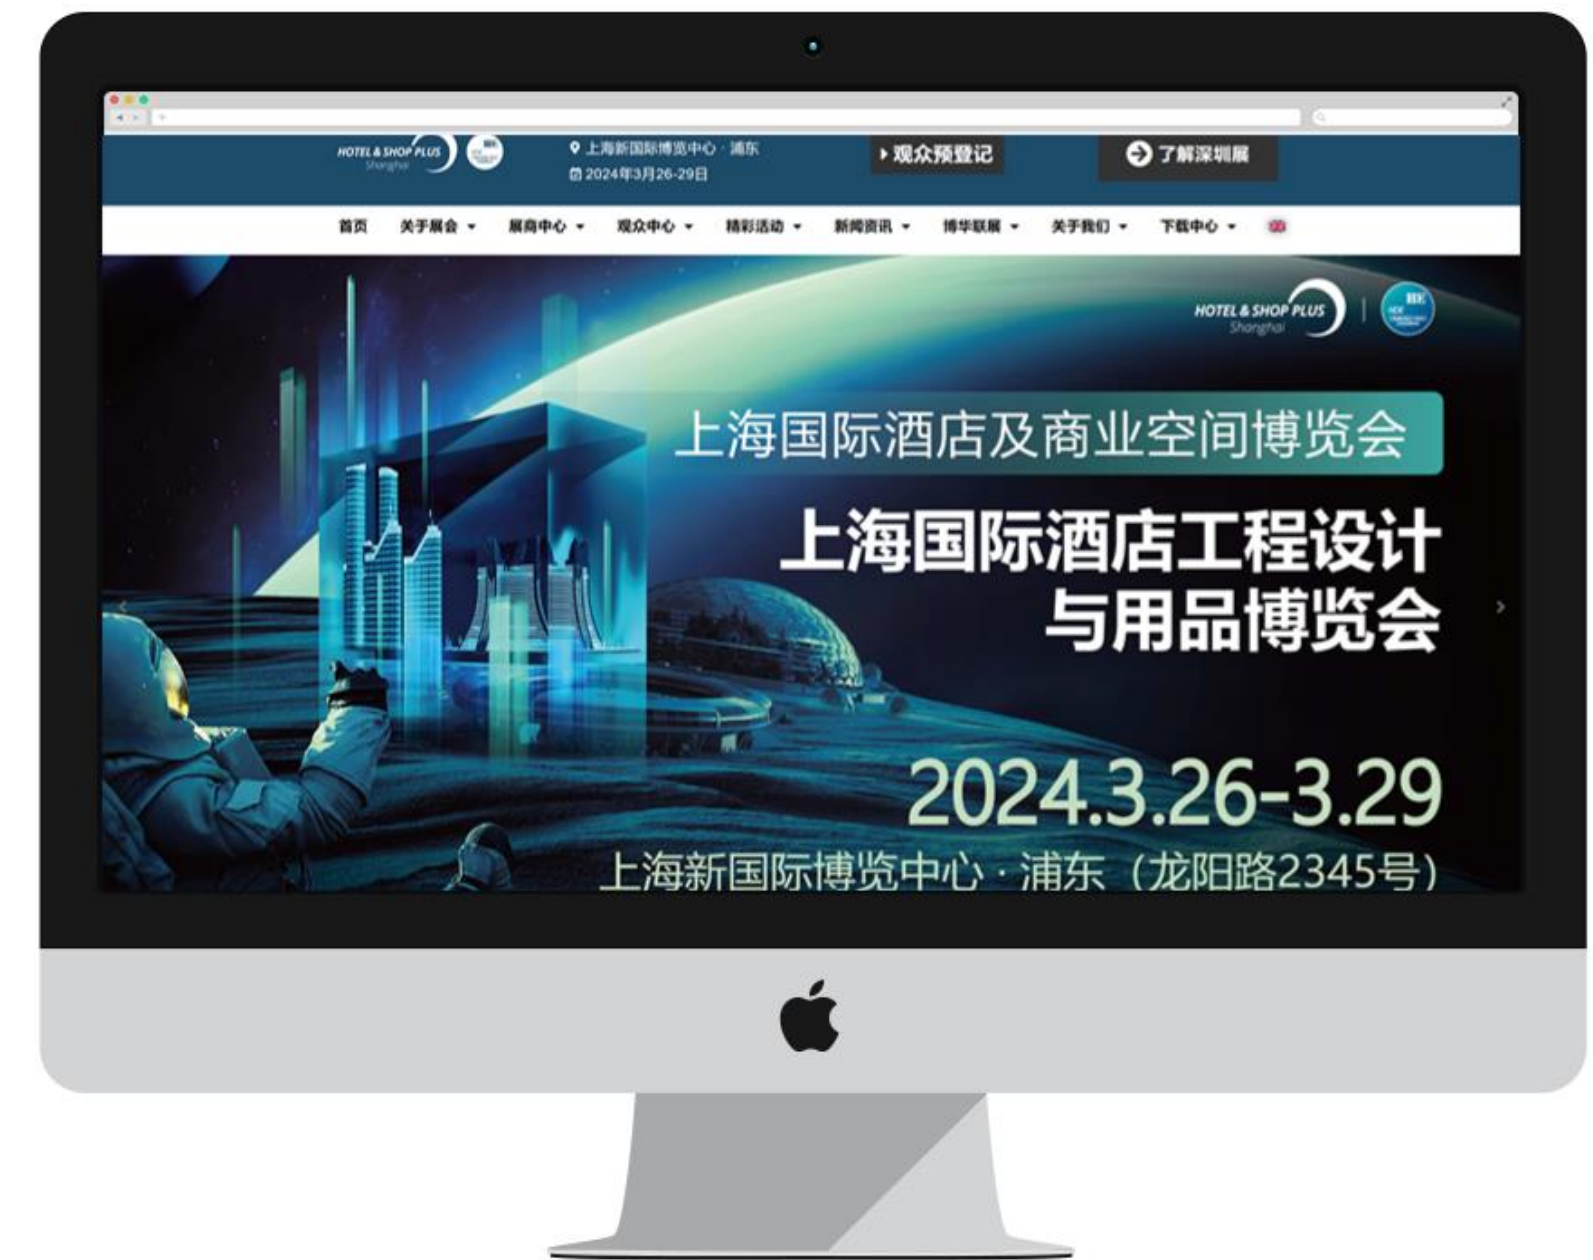 HOTEL & SHOP PLUS
Shanghai
上海新国际博览中心 · 浦东
2024年3月26-29日
观众预登记
了解深圳展
首页 关于展会 展商中心 观众中心 精彩活动 新闻资讯 博华联展 关于我们 下载中心
HOTEL & SHOP PLUS
Shanghai
上海国际酒店及商业空间博览会
上海国际酒店工程设计
与用品博览会
2024.3.26-3.29
上海新国际博览中心 · 浦东（龙阳路2345号）